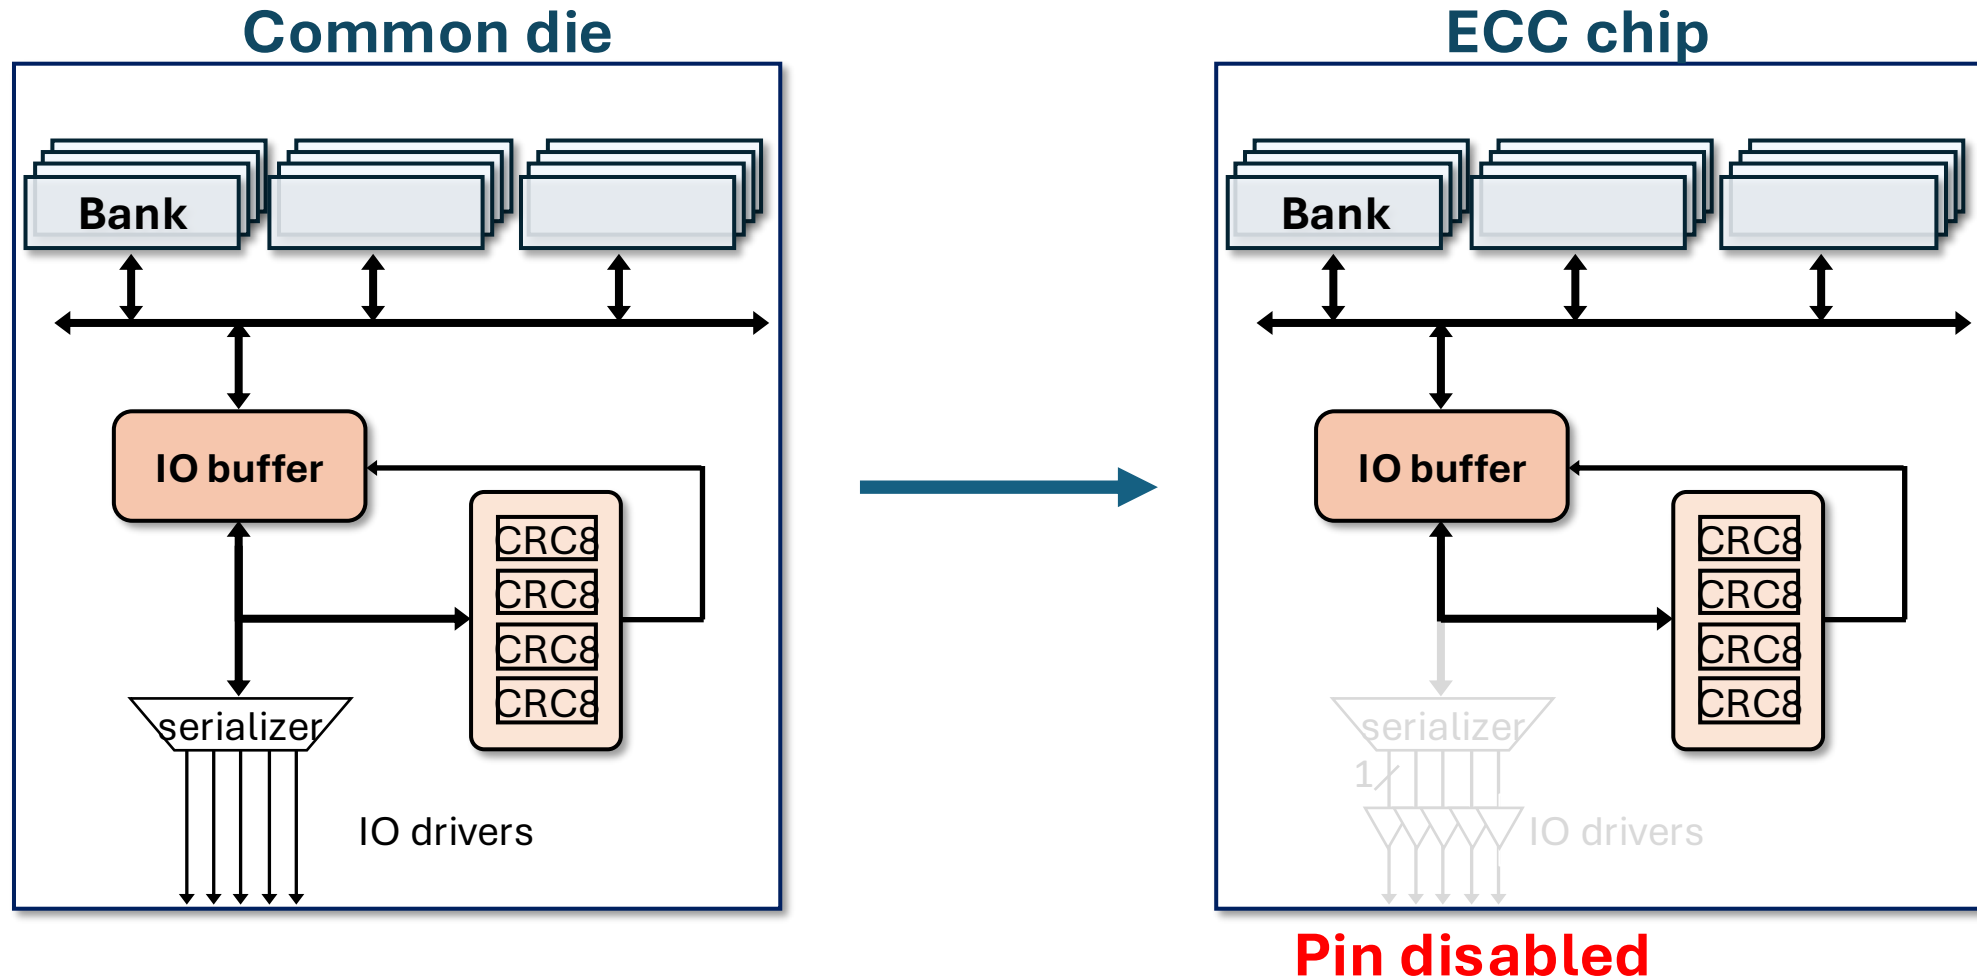 Common die
Bank
IO buffer
CRC8
CRC8
CRC8
CRC8
serializer
IO drivers
ECC chip
Bank
IO buffer
CRC8
CRC8
CRC8
CRC8
serializer
1
IO drivers
Pin disabled